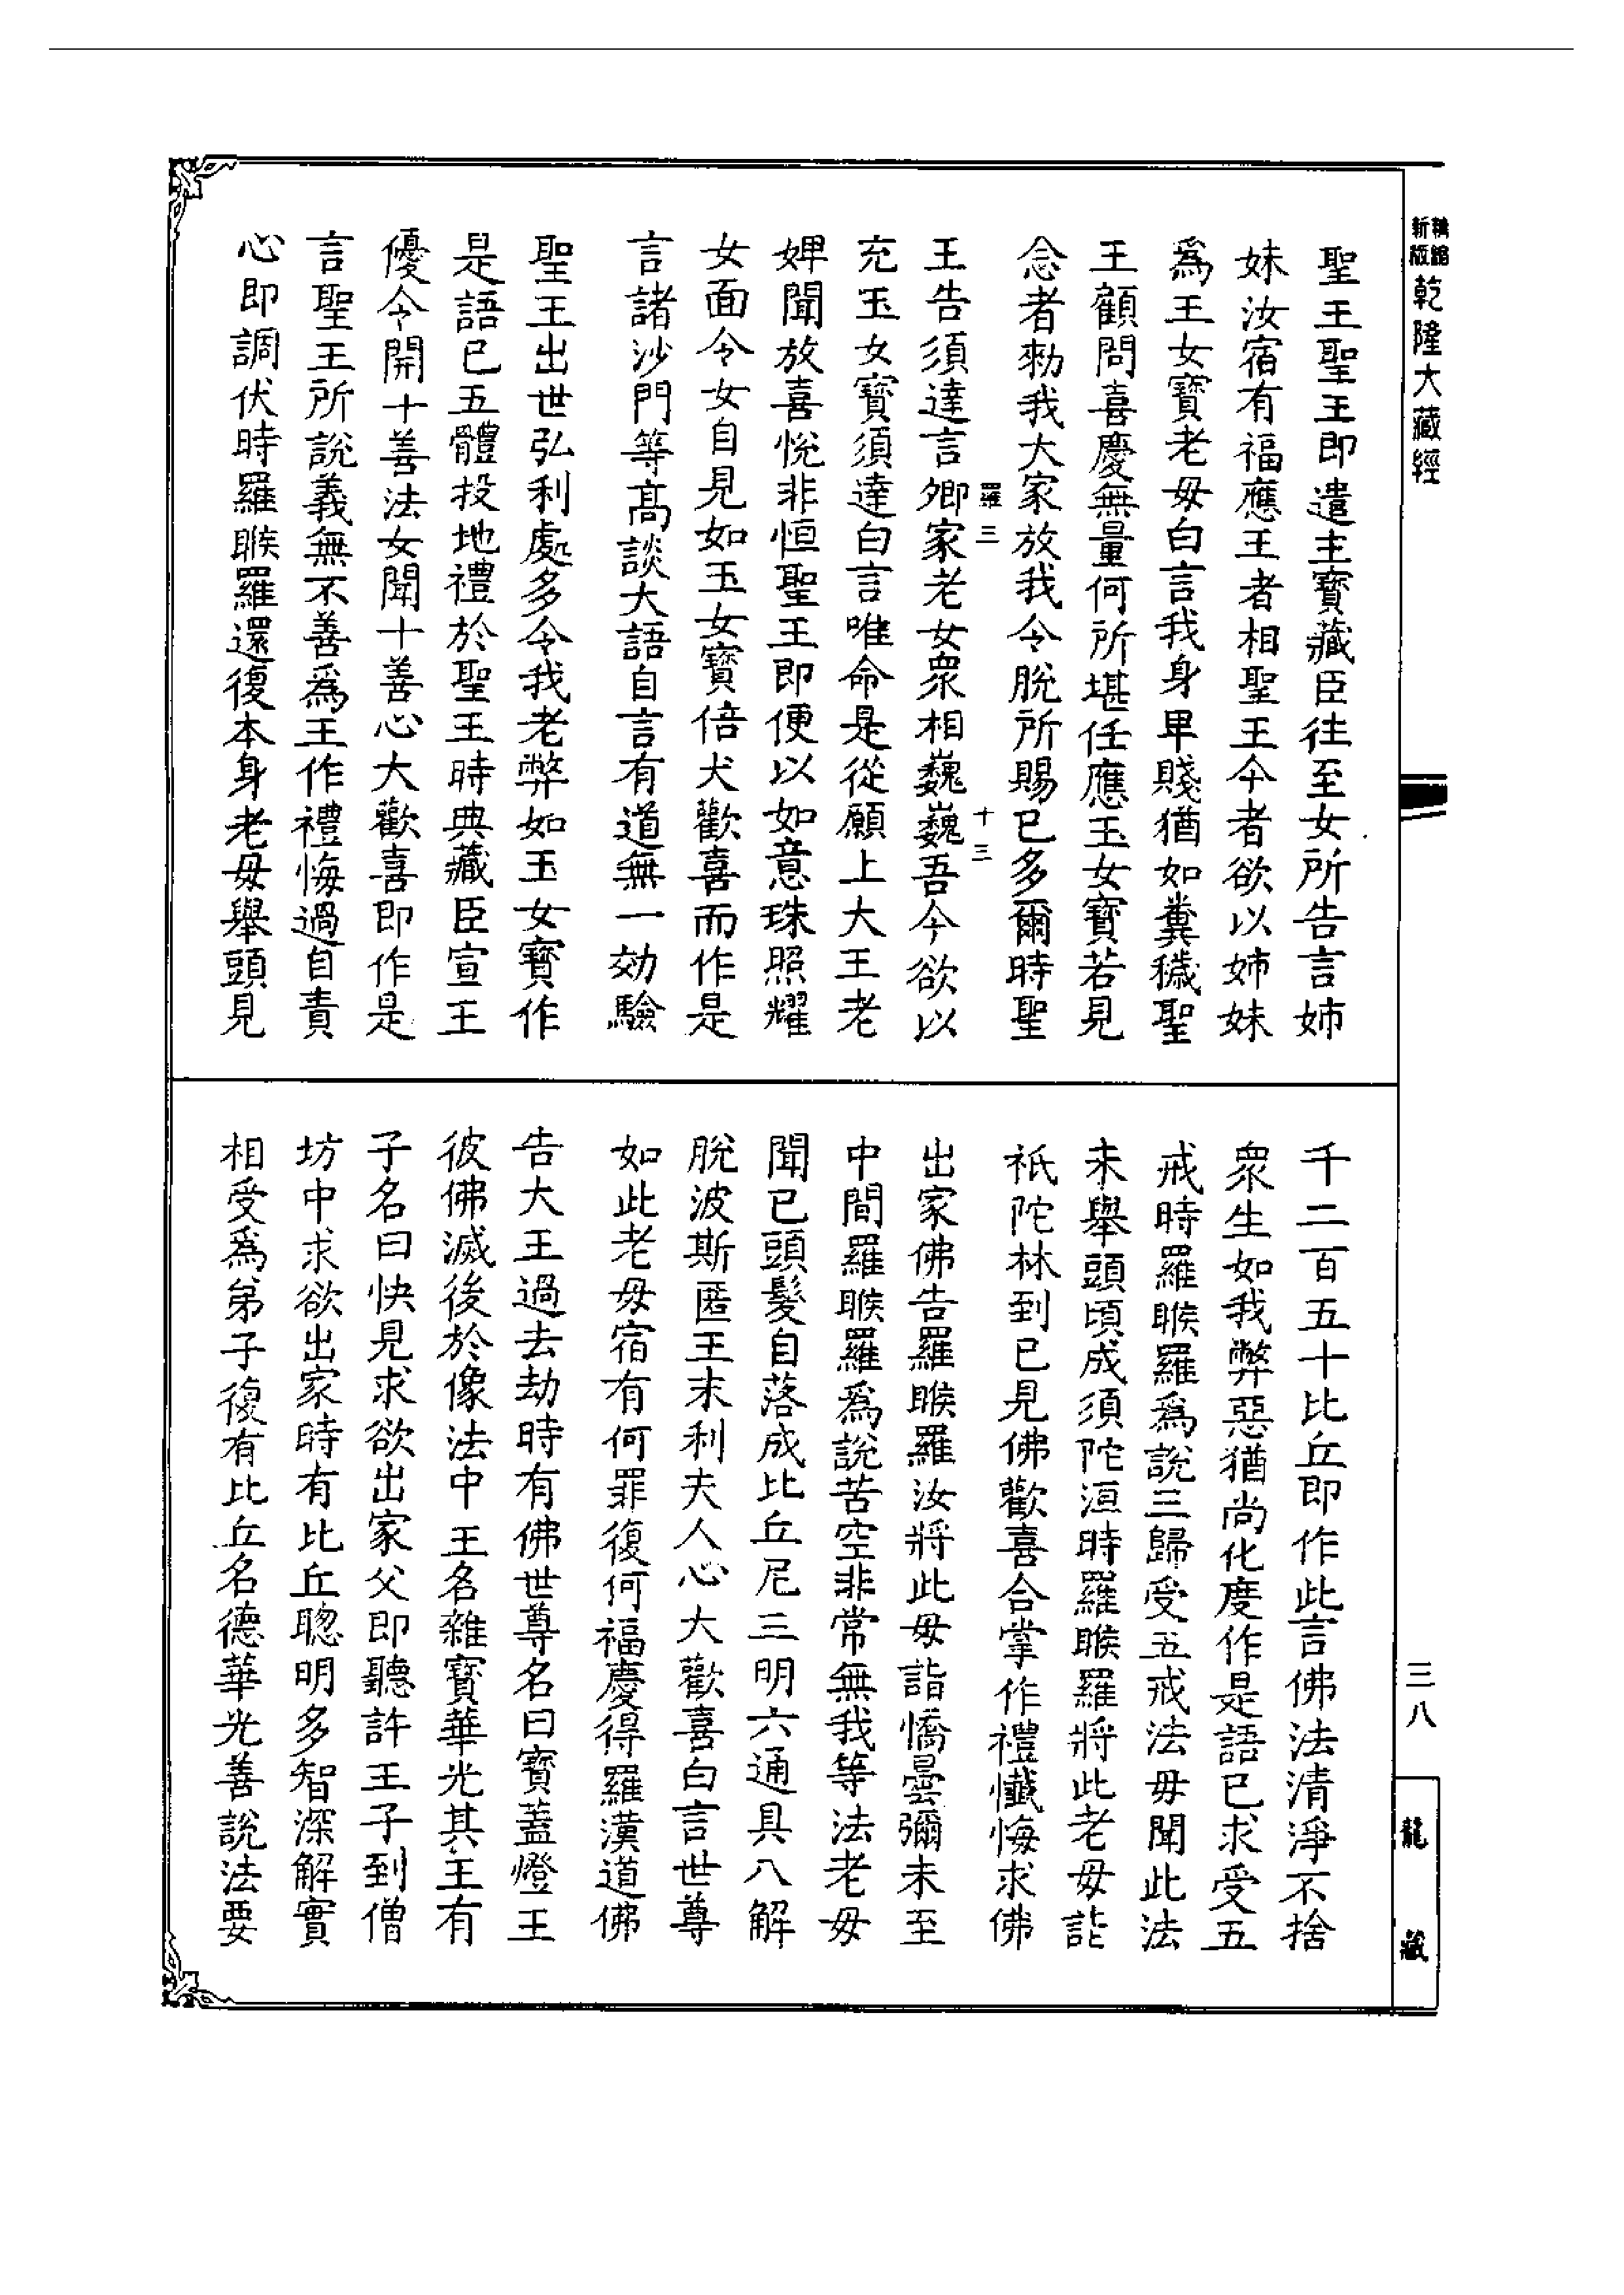 新版精縮 乾隆大藏經
聖王聖王即遣主寶藏臣往至女所告言姉
妹汝宿有福應王者相聖王今者欲以姉妹
爲玉女寶老母白言我身卑賤猶如糞穢聖
王顧問喜慶無量何所堪任應玉女寶若見
念者勑我大家放我令脫所賜已多爾時聖
羅三
十三
王告須達言卿家老女衆相巍巍吾今欲以
充玉女寶須達白言唯命是從願上大王老
婢聞放喜悅非恒聖王即便以如意珠照耀
女面令女自見如玉女寶倍大歡喜而作是
言諸沙門等高談大語自言有道無一効驗
聖王出世弘利處多令我老弊如玉女寶作
是語已五體投地禮於聖王時典藏臣宣王
優令開十善法女聞十善心大歡喜即作是
言聖王所說義無不善爲王作禮悔過自責
心即調伏時羅睺羅還復本身老母舉頭見
千二百五十比丘即作此言佛法清淨不捨
衆生如我弊惡猶尚化度作是語已求受五
戒時羅睺羅爲說三歸受五戒法母聞此法
未舉頭頃成須陀洹時羅睺羅將此老母詣
祇陀林到已見佛歡喜合掌作禮懺悔求佛
出家佛告羅睺羅汝將此母詣憍曇彌未至
中間羅睺羅爲說苦空非常無我等法老母
聞已頭髮自落成比丘尼三明六通具八解
脫波斯匿王末利夫人心大歡喜白言世尊
如此老母宿有何罪復何福慶得羅漢道佛
告大王過去劫時有佛世尊名曰寶蓋燈王
彼佛滅後於像法中王名雜寶華光其王有
子名曰快見求欲出家父即聽許王子到僧
坊中求欲出家時有比丘聰明多智深解實
相受爲弟子復有比丘名德華光善說法要
三八
龍藏